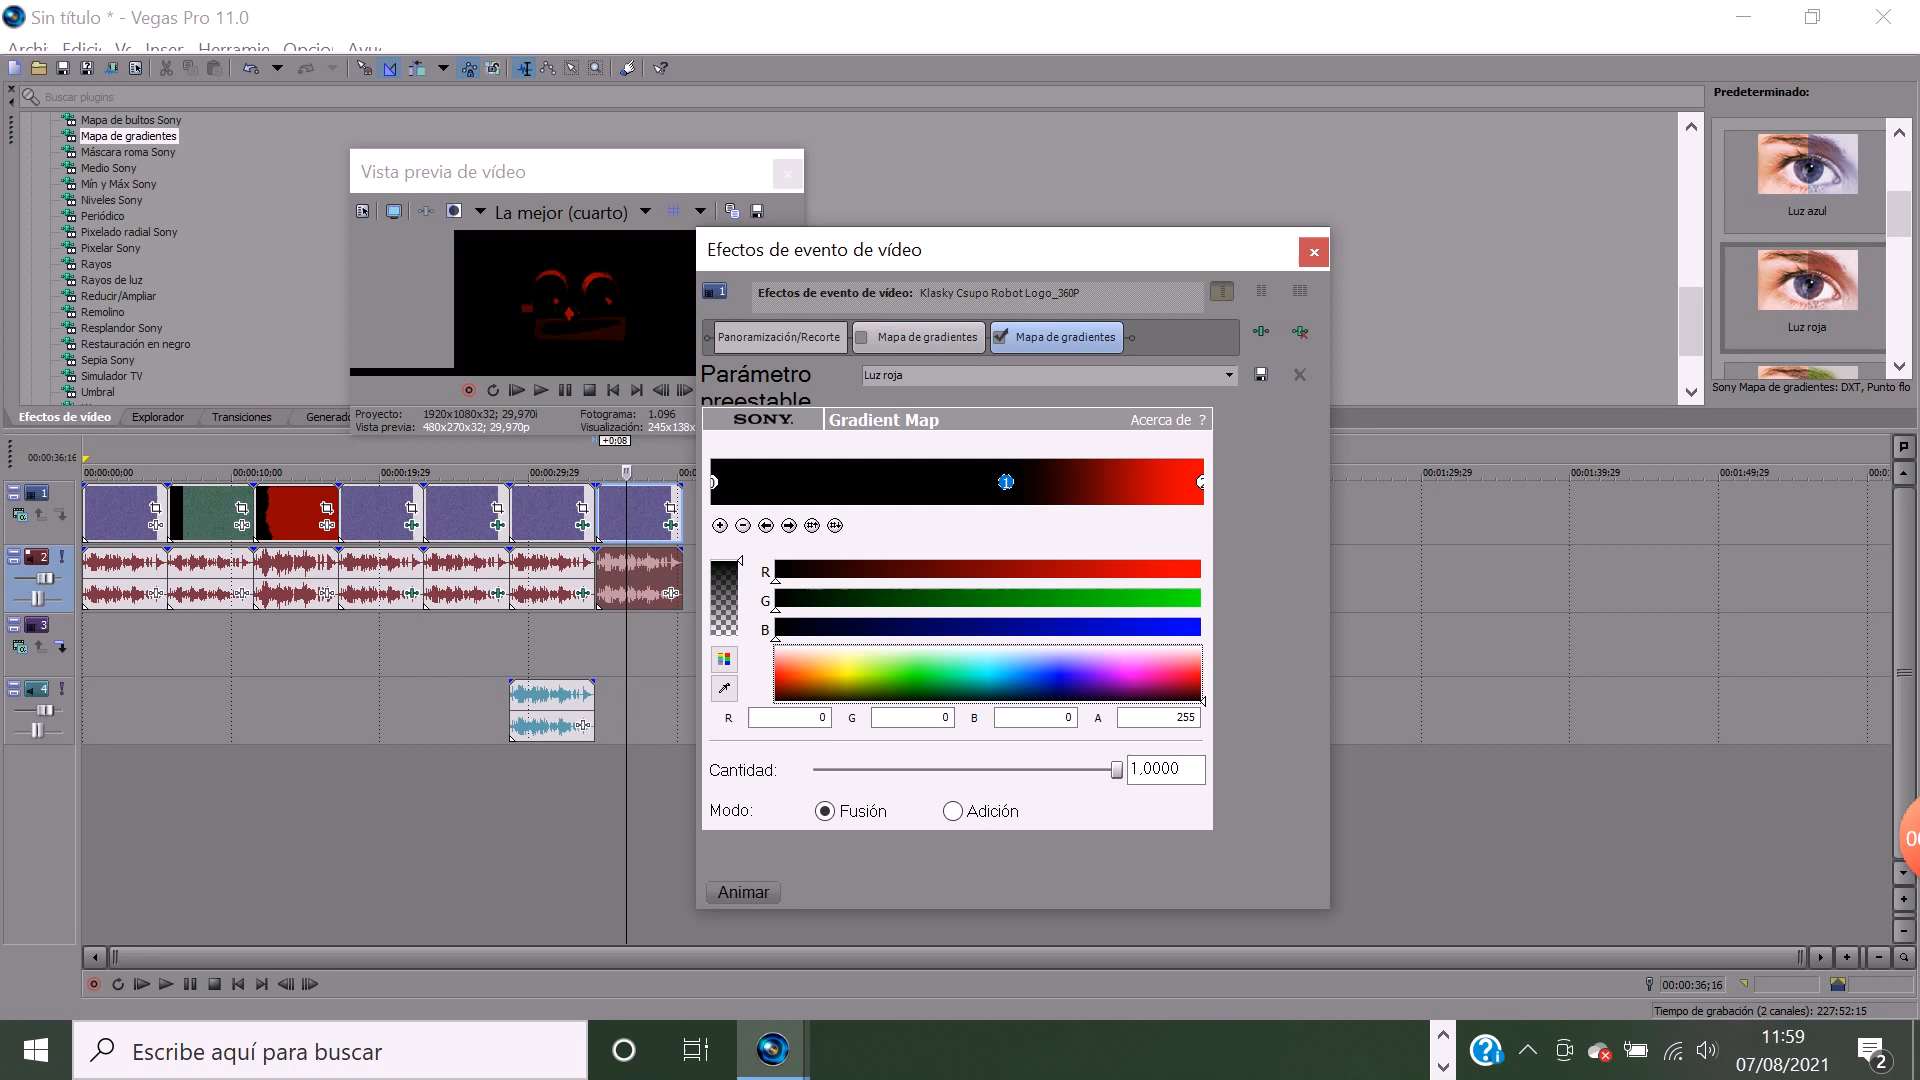 Sin título * - Vegas Pro 11.0
Archi Edici Ve Inser Herramie Opcio Ayu
Buscar plugins
Predeterminado:
Mapa de bultos Sony
Mapa de gradientes
Máscara roma Sony
Medio Sony
Mín y Máx Sony
Niveles Sony
Periódico
Pixelado radial Sony
Pixelar Sony
Rayos
Rayos de luz
Reducir/Ampliar
Remolino
Resplandor Sony
Restauración en negro
Sepia Sony
Simulador TV
Umbral
Luz azul
Luz roja
Sony Mapa de gradientes: DXT, Punto flo
Efectos de vídeo Explorador Transiciones Generado
Vista previa de vídeo
La mejor (cuarto)
Proyecto: 1920x1080x32; 29,970i Fotograma: 1.096
Vista previa: 480x270x32; 29,970p Visualización: 245x138x
Efectos de evento de vídeo
1 Efectos de evento de vídeo: Klasky Csupo Robot Logo_360P
Panoramización/Recorte Mapa de gradientes Mapa de gradientes
Parámetro preestable
Luz roja
SONY. Gradient Map Acerca de ?
1 2
R
G
B
R 0 G 0 B 0 A 255
Cantidad: 1,0000
Modo: Fusión Adición
Animar
+0;08
00:00:36;16
00:00:00;00 00:00:10;00 00:00:19;29 00:00:29;29 00:0 00:01:29;29 00:01:39;29 00:01:49;29 00:0
1
2
3
4
00:00:36;16
Tiempo de grabación (2 canales): 227:52:15
Escribe aquí para buscar
11:59
07/08/2021
2